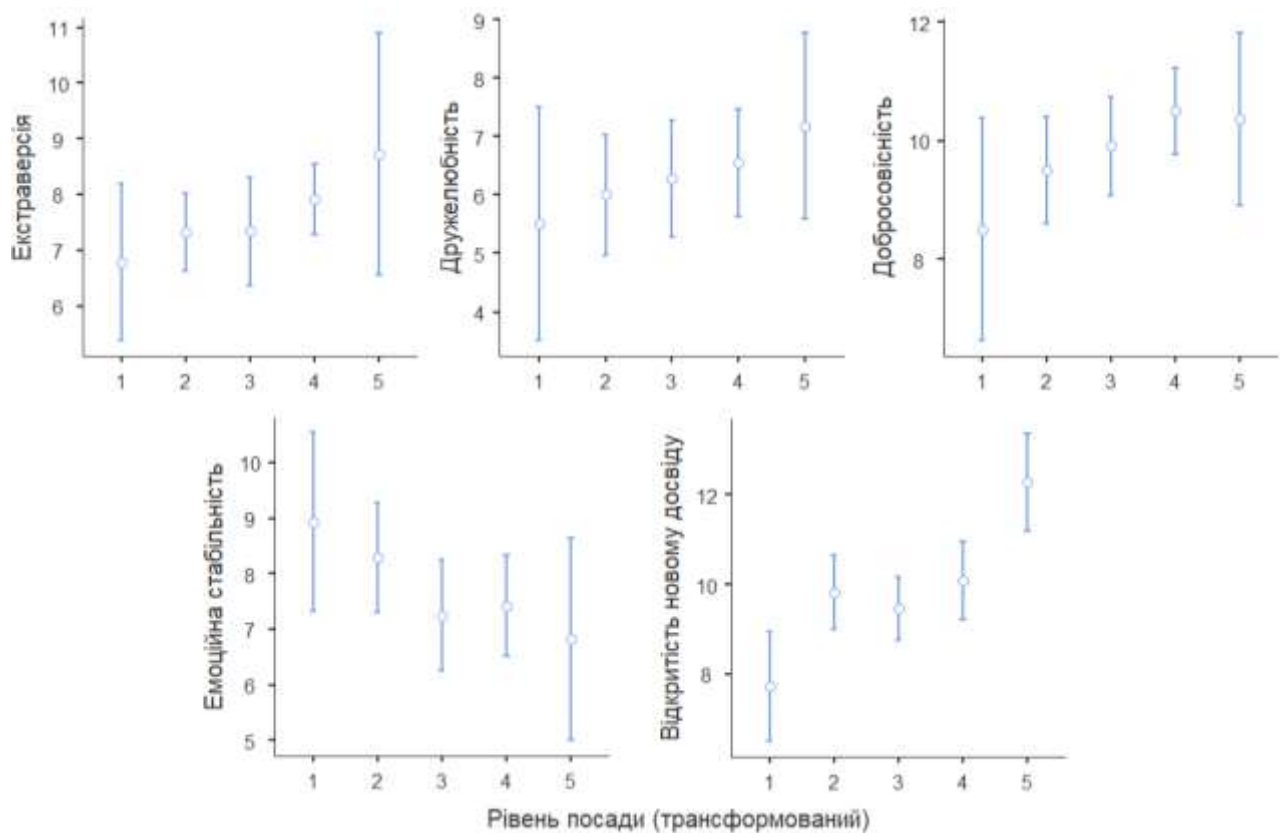 Екстраверсія
11
10
9
8
7
6
1 2 3 4 5
Дружелюбність
9
8
7
6
5
4
1 2 3 4 5
Добросовісність
12
10
8
1 2 3 4 5
Емоційна стабільність
10
9
8
7
6
5
1 2 3 4 5
Відкритість новому досвіду
12
10
8
1 2 3 4 5
Рівень посади (трансформований)